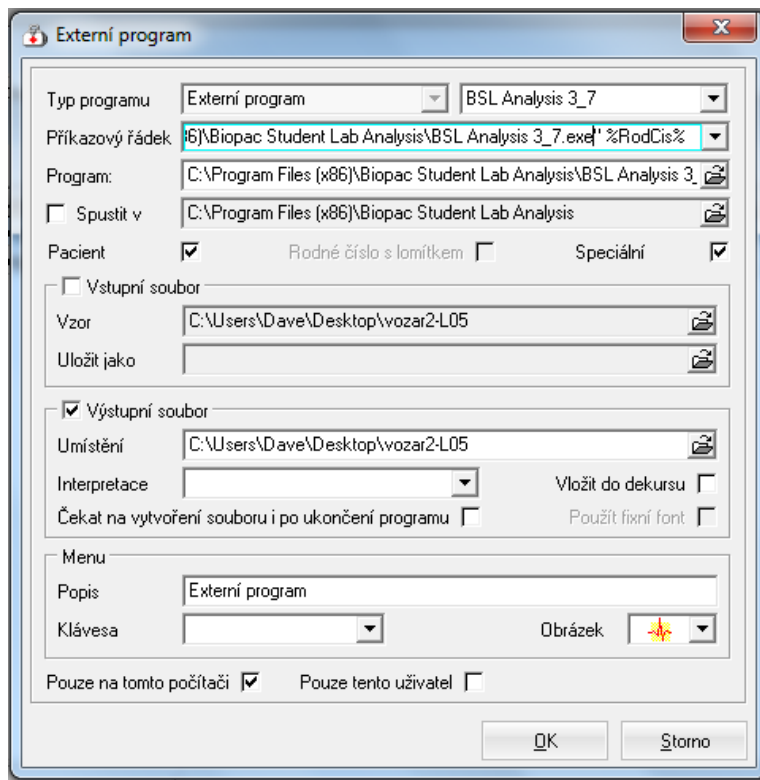 Externí program
Typ programu Externí program BSL Analysis 3_7
Příkazový řádek 86)\Biopac Student Lab Analysis\BSL Analysis 3_7.exe" %RodCis%
Program: C:\Program Files (x86)\Biopac Student Lab Analysis\BSL Analysis 3_
Spustit v C:\Program Files (x86)\Biopac Student Lab Analysis
Pacient Rodné číslo s lomítkem Speciální
Vstupní soubor
Vzor C:\Users\Dave\Desktop\vozar2-L05
Uložit jako
Výstupní soubor
Umístění C:\Users\Dave\Desktop\vozar2-L05
Interpretace Vložit do dekursu
Čekat na vytvoření souboru i po ukončení programu Použít fixní font
Menu
Popis Externí program
Klávesa Obrázek
Pouze na tomto počítači Pouze tento uživatel
OK Storno